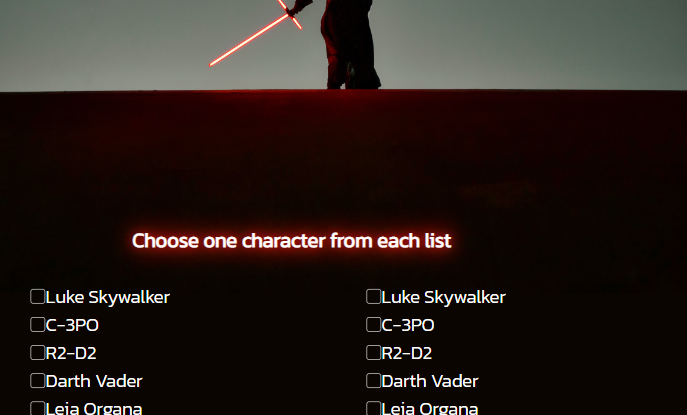 Choose one character from each list
Luke Skywalker
C-3PO
R2-D2
Darth Vader
Leia Organa
Luke Skywalker
C-3PO
R2-D2
Darth Vader
Leia Organa